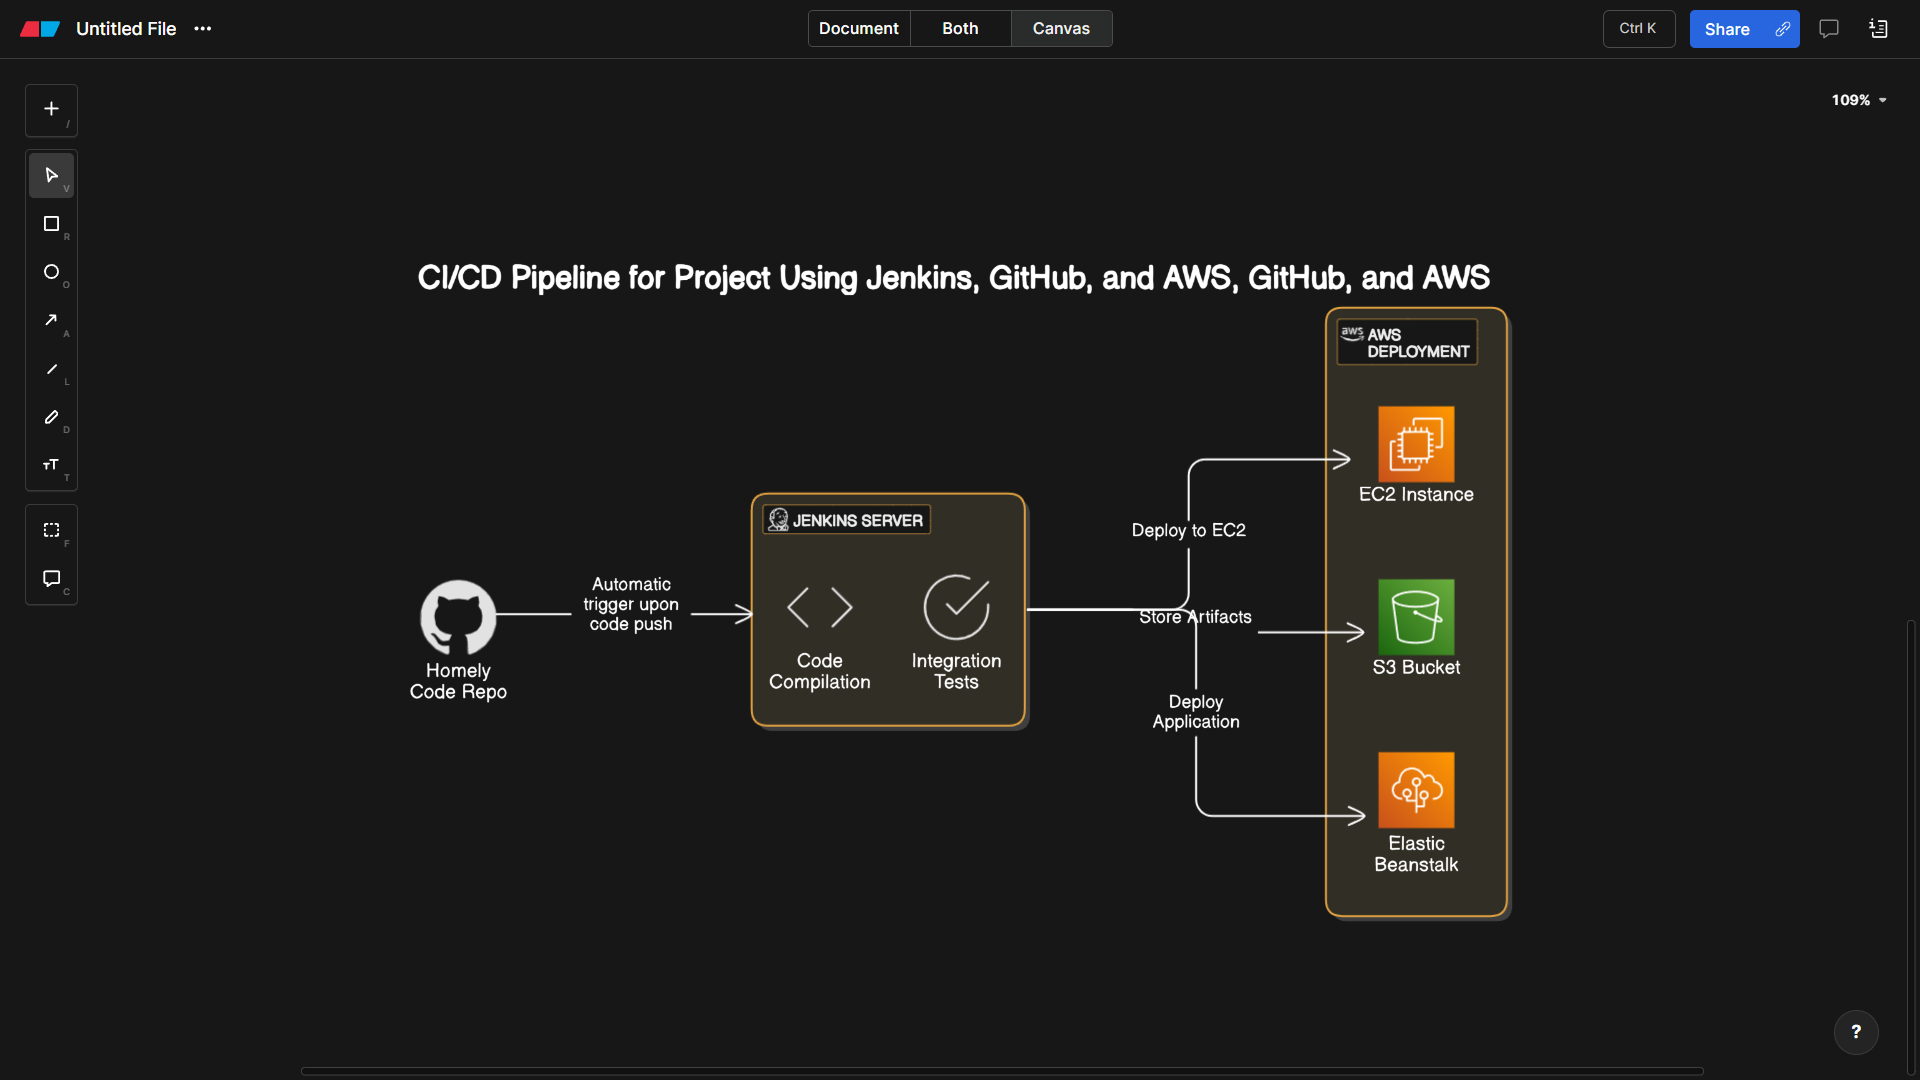 Untitled File
Document
Both
Canvas
Ctrl K
Share
109%
/
V
R
O
A
L
D
TT
T
F
C
CI/CD Pipeline for Project Using Jenkins, GitHub, and AWS, GitHub, and AWS
aws
AWS
DEPLOYMENT
EC2 Instance
Deploy to EC2
JENKINS SERVER
Automatic
trigger upon
code push
Store Artifacts
Homely
Code Repo
Code
Compilation
Integration
Tests
S3 Bucket
Deploy
Application
Elastic
Beanstalk
?